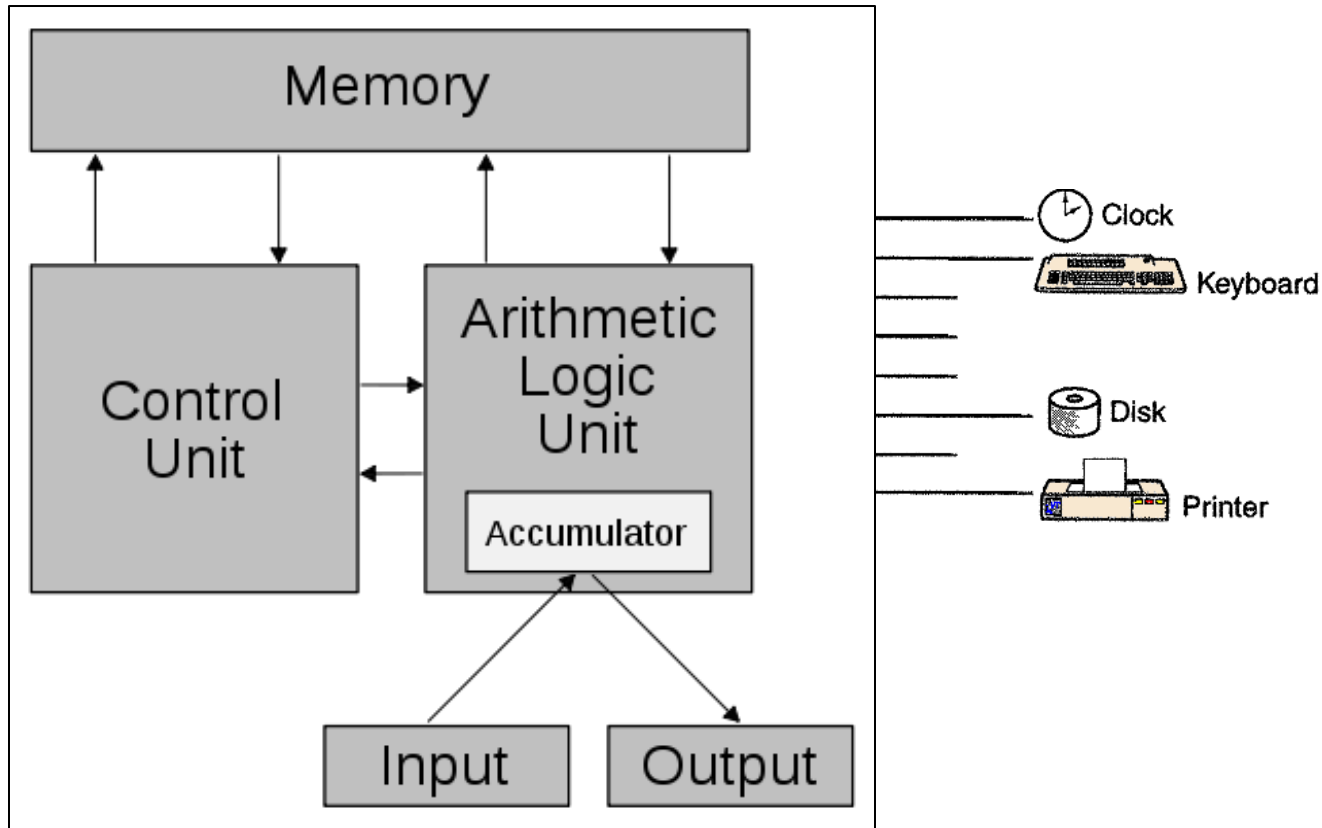 Memory
Control
Unit
Arithmetic
Logic
Unit
Accumulator
Input
Output
Clock
Keyboard
Disk
Printer